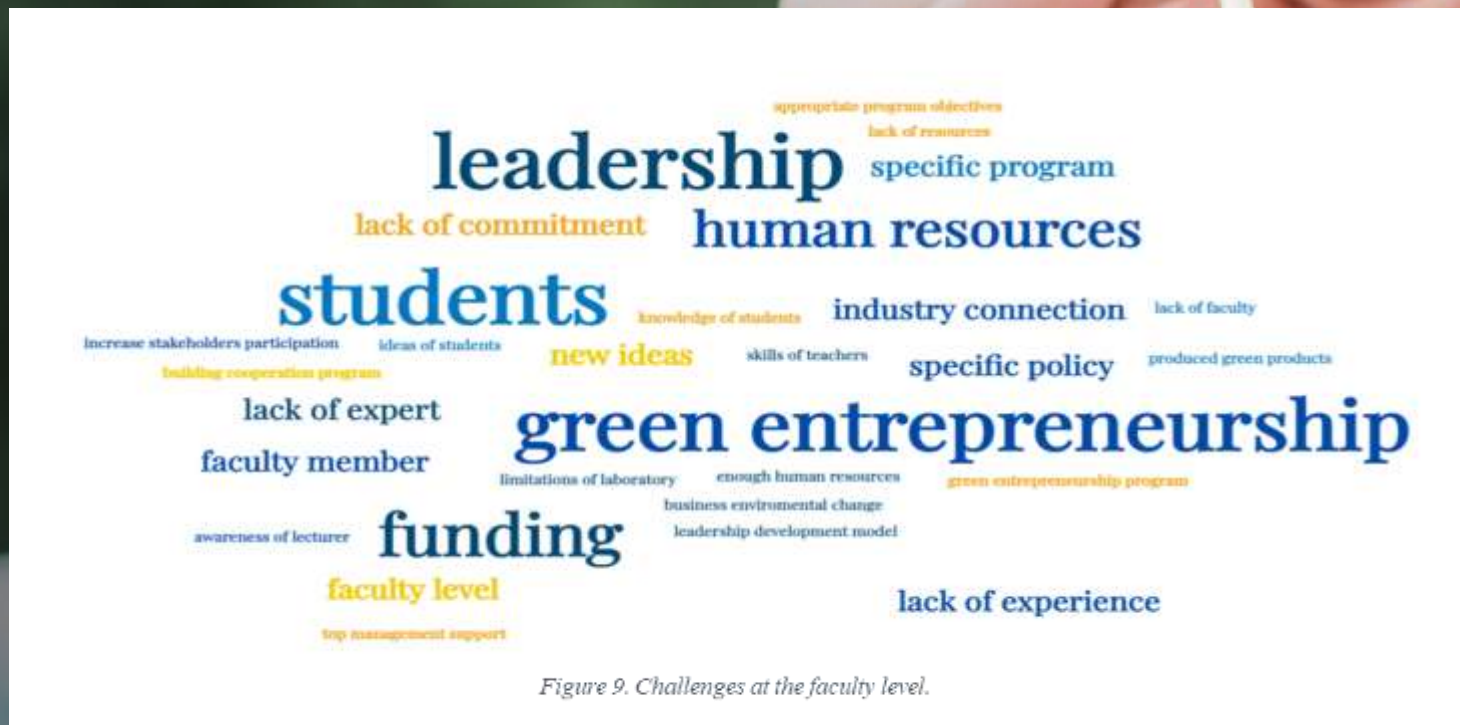 appropriate program objectives
lack of resources
leadership
specific program
lack of commitment
human resources
students
knowledge of students
industry connection
lack of faculty
increase stakeholders participation
ideas of students
new ideas
skills of teachers
specific policy
produced green products
building cooperation program
lack of expert
green entrepreneurship
faculty member
limitations of laboratory
enough human resources
green entrepreneurship program
business enviromental change
awareness of lecturer
funding
leadership development model
faculty level
lack of experience
top management support
Figure 9. Challenges at the faculty level.